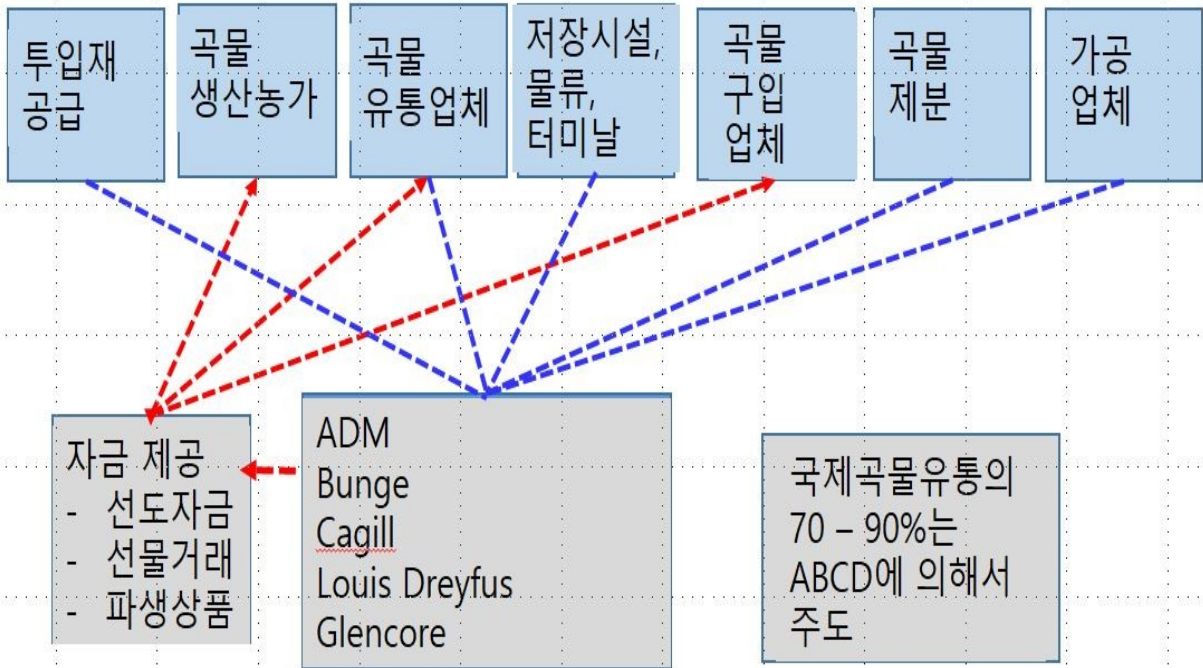 투입재
공급
곡물
생산농가
곡물
유통업체
저장시설,
물류,
터미날
곡물
구입
업체
곡물
제분
가공
업체
자금 제공
- 선도자금
- 선물거래
- 파생상품
ADM
Bunge
Cagill
Louis Dreyfus
Glencore
국제곡물유통의
70 – 90%는
ABCD에 의해서
주도